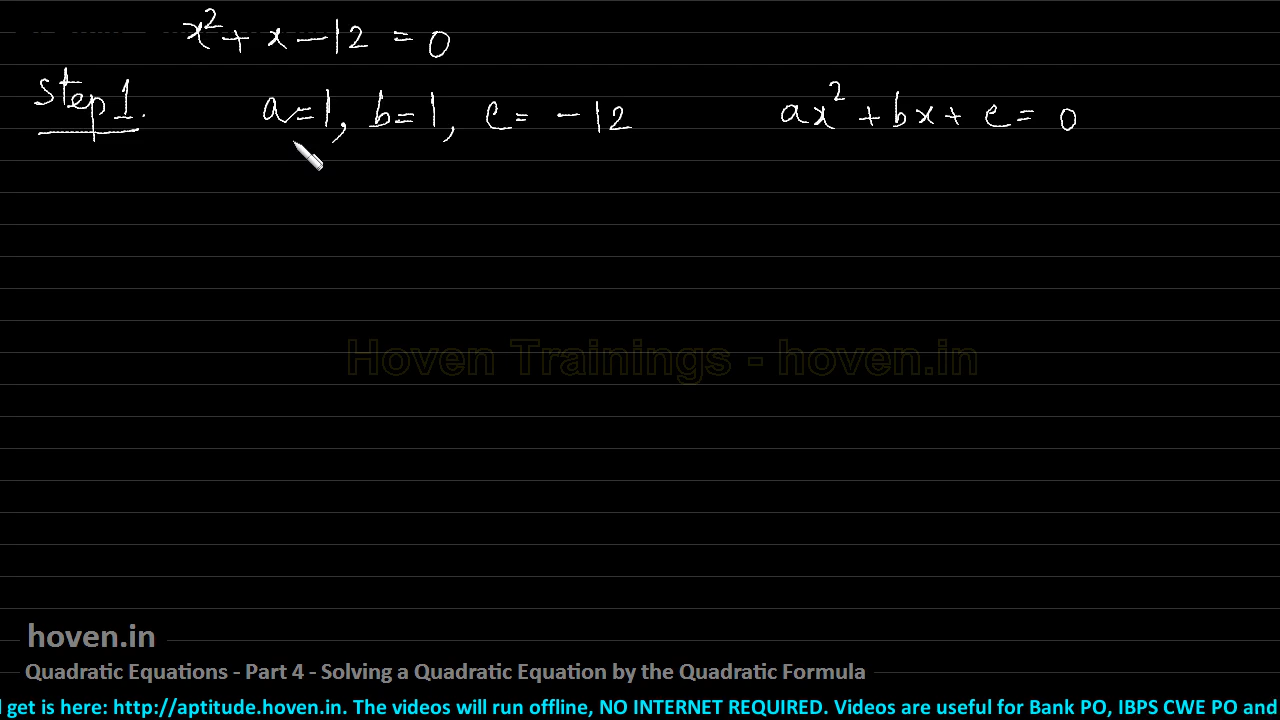 x² + x - 12 = 0
Step 1. a = 1, b = 1, c = -12 ax² + bx + c = 0
Hoven Trainings - hoven.in
hoven.in
Quadratic Equations - Part 4 - Solving a Quadratic Equation by the Quadratic Formula
get is here: http://aptitude.hoven.in. The videos will run offline, NO INTERNET REQUIRED. Videos are useful for Bank PO, IBPS CWE PO and